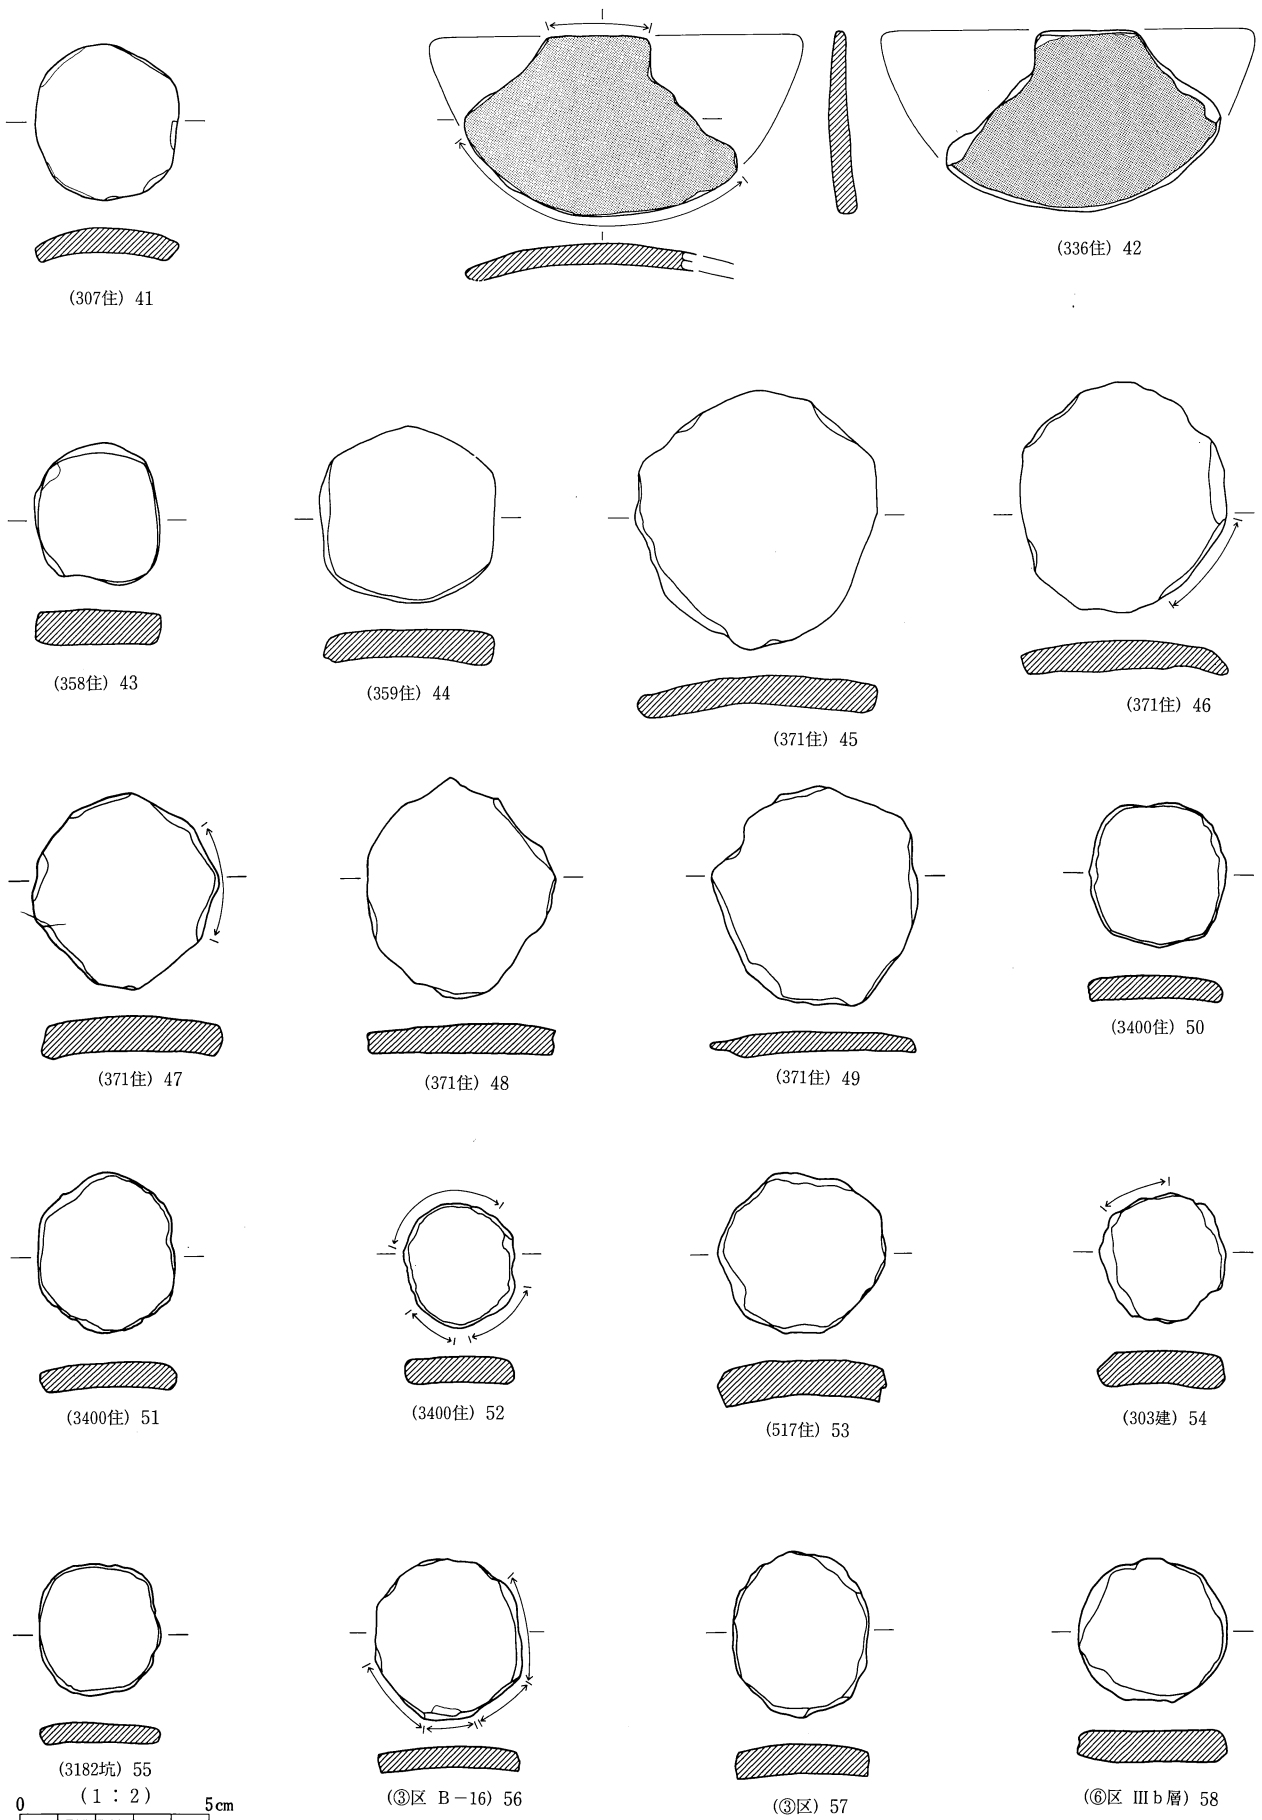 (307住) 41
(336住) 42
(358住) 43
(359住) 44
(371住) 45
(371住) 46
(371住) 47
(371住) 48
(371住) 49
(3400住) 50
(3400住) 51
(3400住) 52
(517住) 53
(303建) 54
(3182坑) 55
(③区 B-16) 56
(③区) 57
(⑥区 Ⅲb層) 58
(1:2)
0 5cm